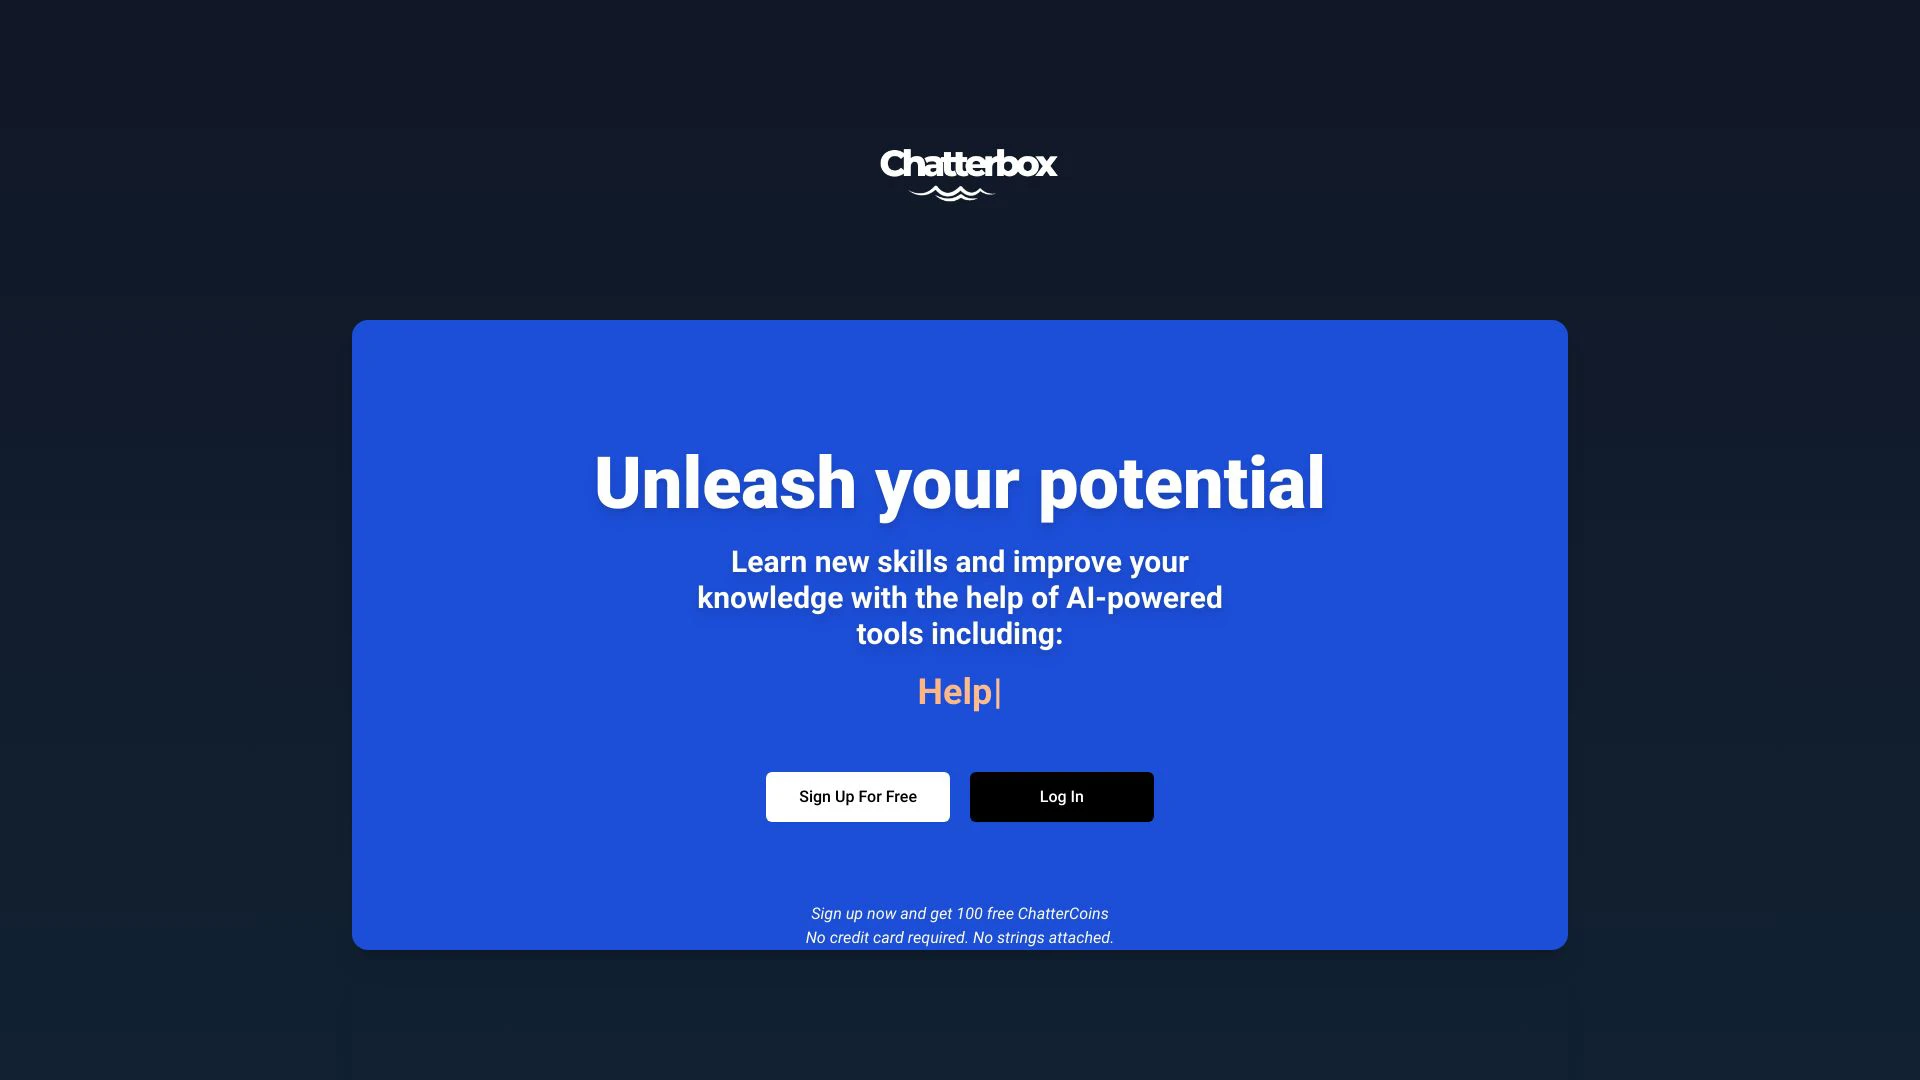 Chatterbox
Unleash your potential
Learn new skills and improve your
knowledge with the help of AI-powered
tools including:
Help|
Sign Up For Free
Log In
Sign up now and get 100 free ChatterCoins
No credit card required. No strings attached.